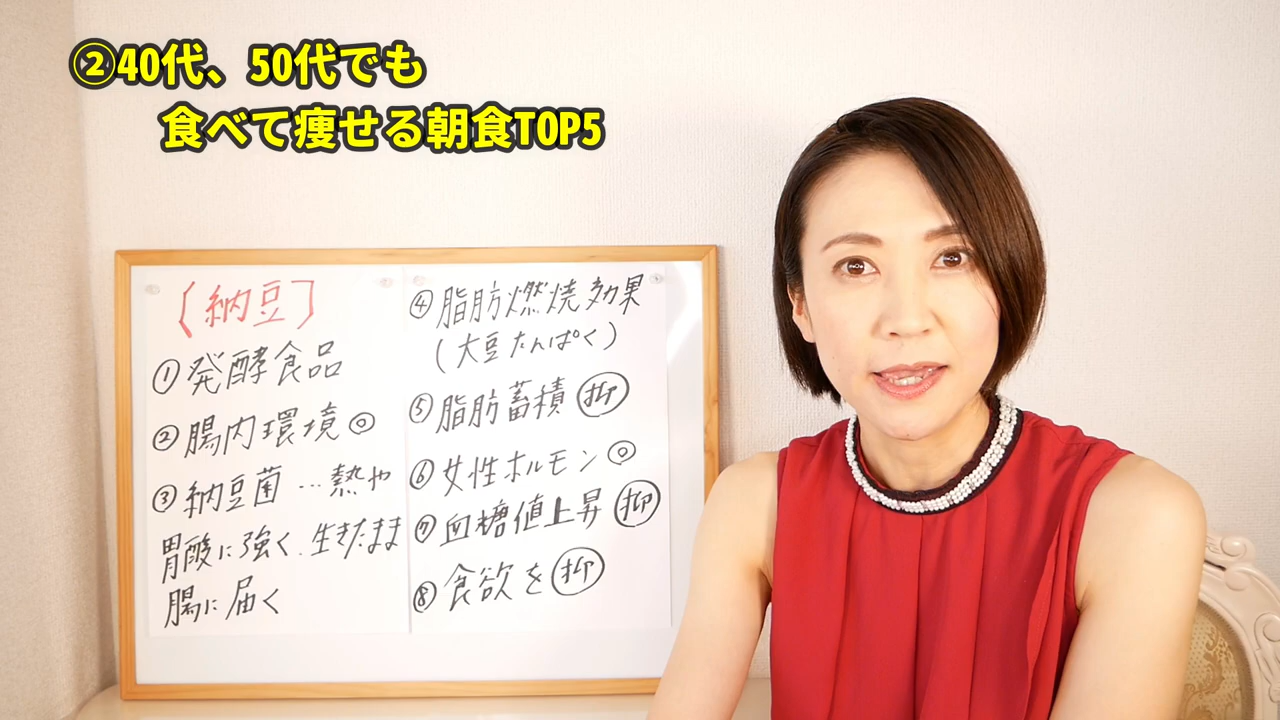 ②40代、50代でも
食べて痩せる朝食TOP5
〔納豆〕
①発酵食品
②腸内環境◎
③納豆菌…熱や
胃酸に強く、生きたまま
腸に届く
④脂肪燃焼効果
(大豆たんぱく)
⑤脂肪蓄積㊥抑
⑥女性ホルモン◎
⑦血糖値上昇抑
⑧食欲を抑